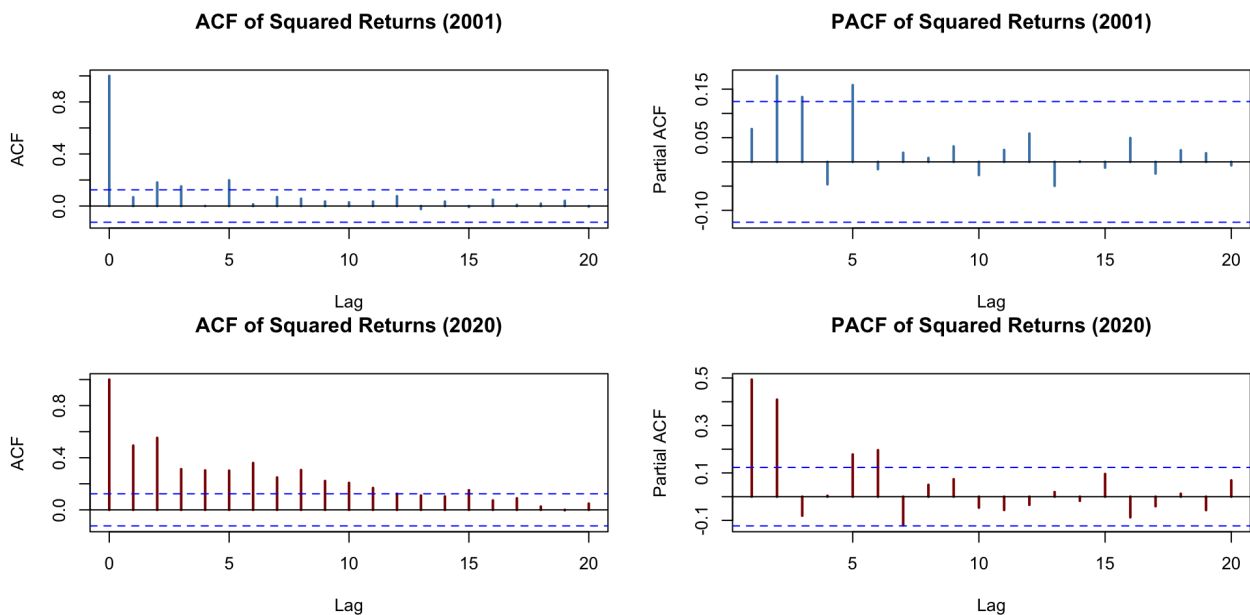 ACF of Squared Returns (2001)
ACF
0.0 0.4 0.8
0 5 10 15 20
Lag
PACF of Squared Returns (2001)
Partial ACF
-0.10 0.05 0.15
5 10 15 20
Lag
ACF of Squared Returns (2020)
ACF
0.0 0.4 0.8
0 5 10 15 20
Lag
PACF of Squared Returns (2020)
Partial ACF
-0.1 0.1 0.3 0.5
5 10 15 20
Lag